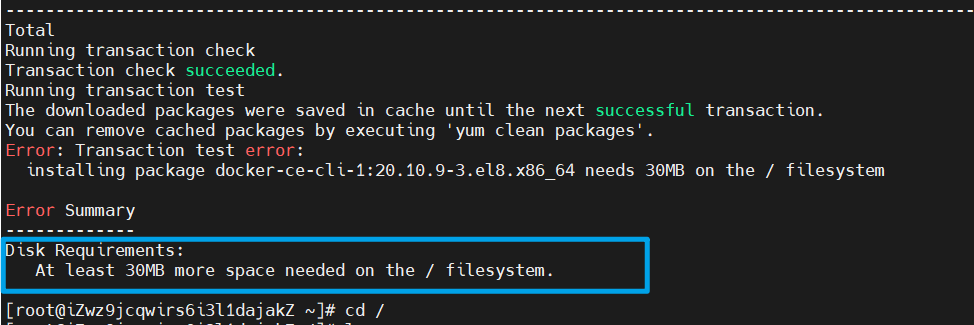 --------------------------------------------------------------------------------
Total
Running transaction check
Transaction check succeeded.
Running transaction test
The downloaded packages were saved in cache until the next successful transaction.
You can remove cached packages by executing 'yum clean packages'.
Error: Transaction test error:
  installing package docker-ce-cli-1:20.10.9-3.el8.x86_64 needs 30MB on the / filesystem
Error Summary
-------------
Disk Requirements:
   At least 30MB more space needed on the / filesystem.
[root@iZwz9jcqwirs6i3l1dajakZ ~]# cd /